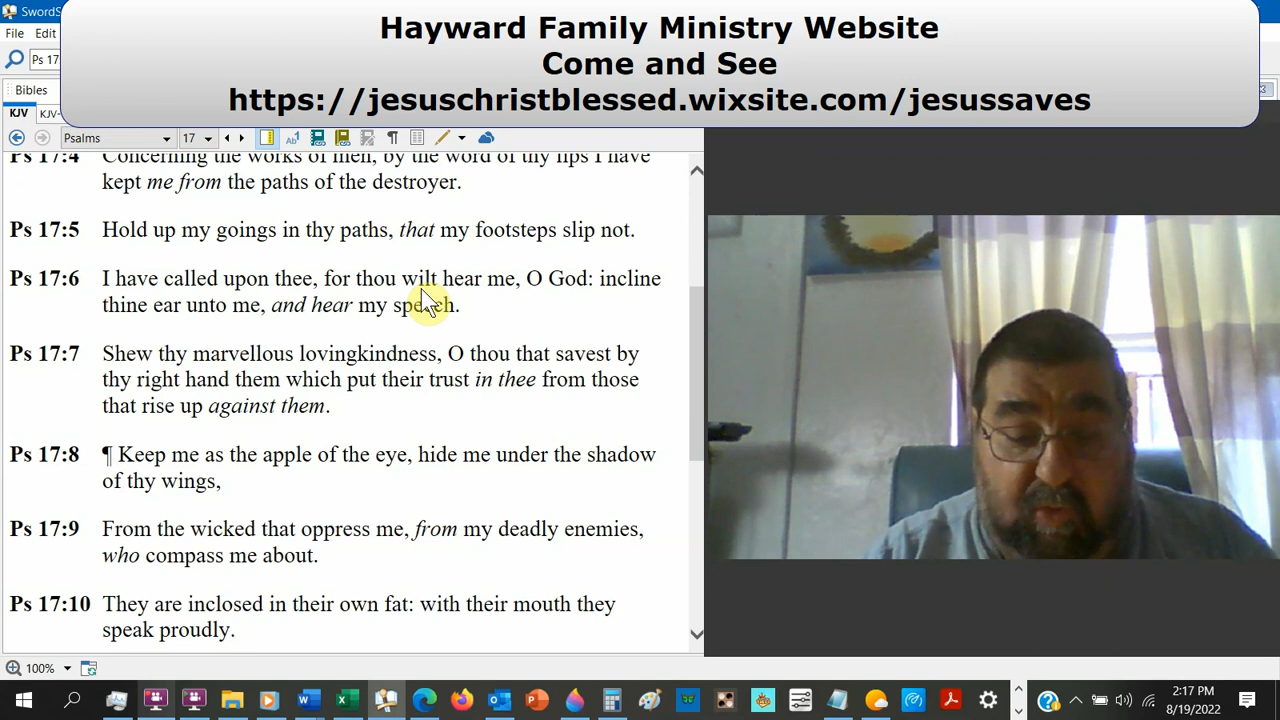 Hayward Family Ministry Website
Come and See
https://jesuschristblessed.wixsite.com/jesussaves
SwordS
File Edit
Ps 17
Bibles
KJV KJV-
Psalms 17
Ps 17:4 Concerning the works of men, by the word of thy lips I have
kept me from the paths of the destroyer.
Ps 17:5 Hold up my goings in thy paths, that my footsteps slip not.
Ps 17:6 I have called upon thee, for thou wilt hear me, O God: incline
thine ear unto me, and hear my speech.
Ps 17:7 Shew thy marvellous lovingkindness, O thou that savest by
thy right hand them which put their trust in thee from those
that rise up against them.
Ps 17:8 ¶ Keep me as the apple of the eye, hide me under the shadow
of thy wings,
Ps 17:9 From the wicked that oppress me, from my deadly enemies,
who compass me about.
Ps 17:10 They are inclosed in their own fat: with their mouth they
speak proudly.
100%
2:17 PM
8/19/2022